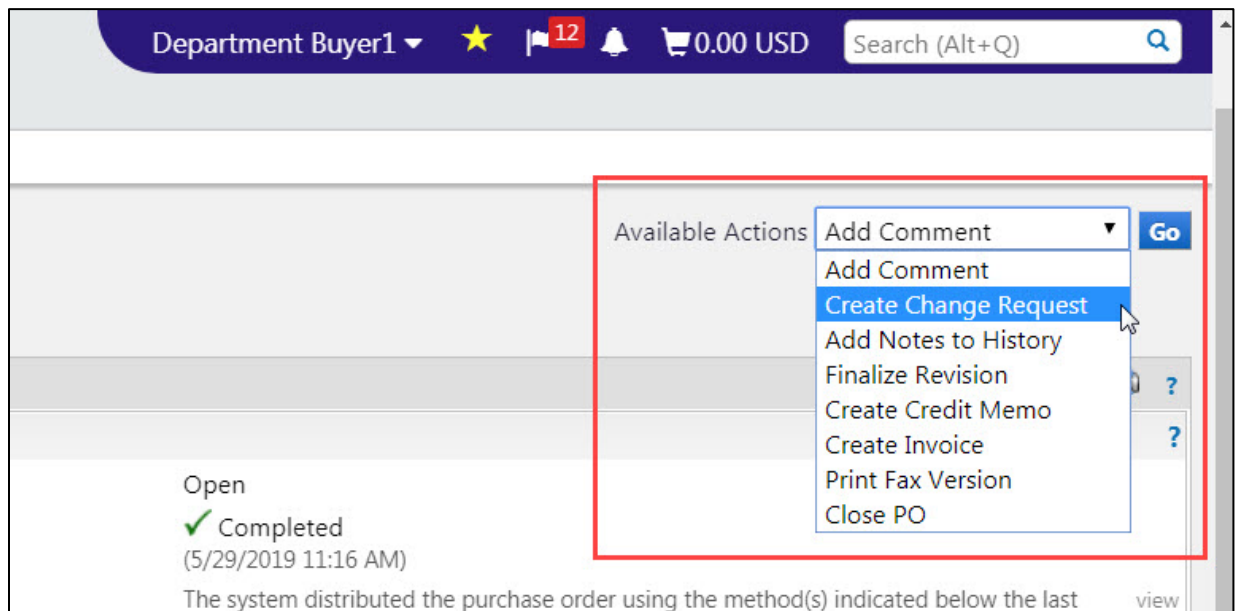 Department Buyer1 12 0.00 USD Search (Alt+Q)
Available Actions Add Comment Go
Add Comment
Create Change Request
Add Notes to History
Finalize Revision
?
Create Credit Memo
Create Invoice
?
Print Fax Version
Close PO
Open
Completed
(5/29/2019 11:16 AM)
The system distributed the purchase order using the method(s) indicated below the last view